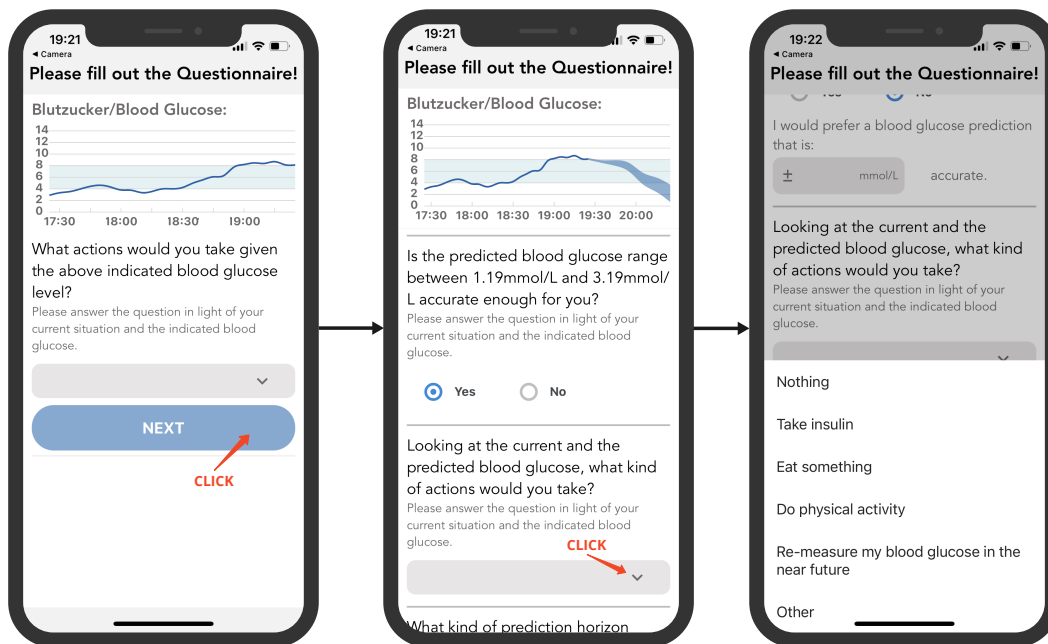 19:21
◀ Camera
Please fill out the Questionnaire!
Blutzucker/Blood Glucose:
14
12
10
8
6
4
2
0
17:30 18:00 18:30 19:00
What actions would you take given
the above indicated blood glucose
level?
Please answer the question in light of your
current situation and the indicated blood
glucose.
NEXT
CLICK
19:21
◀ Camera
Please fill out the Questionnaire!
Blutzucker/Blood Glucose:
14
12
10
8
6
4
2
0
17:30 18:00 18:30 19:00 19:30 20:00
Is the predicted blood glucose range
between 1.19mmol/L and 3.19mmol/
L accurate enough for you?
Please answer the question in light of your
current situation and the indicated blood
glucose.
Yes No
Looking at the current and the
predicted blood glucose, what kind
of actions would you take?
Please answer the question in light of your
current situation and the indicated blood
glucose.
CLICK
What kind of prediction horizon
19:22
◀ Camera
Please fill out the Questionnaire!
I would prefer a blood glucose prediction
that is:
± mmol/L accurate.
Looking at the current and the
predicted blood glucose, what kind
of actions would you take?
Please answer the question in light of your
current situation and the indicated blood
glucose.
Nothing
Take insulin
Eat something
Do physical activity
Re-measure my blood glucose in the
near future
Other